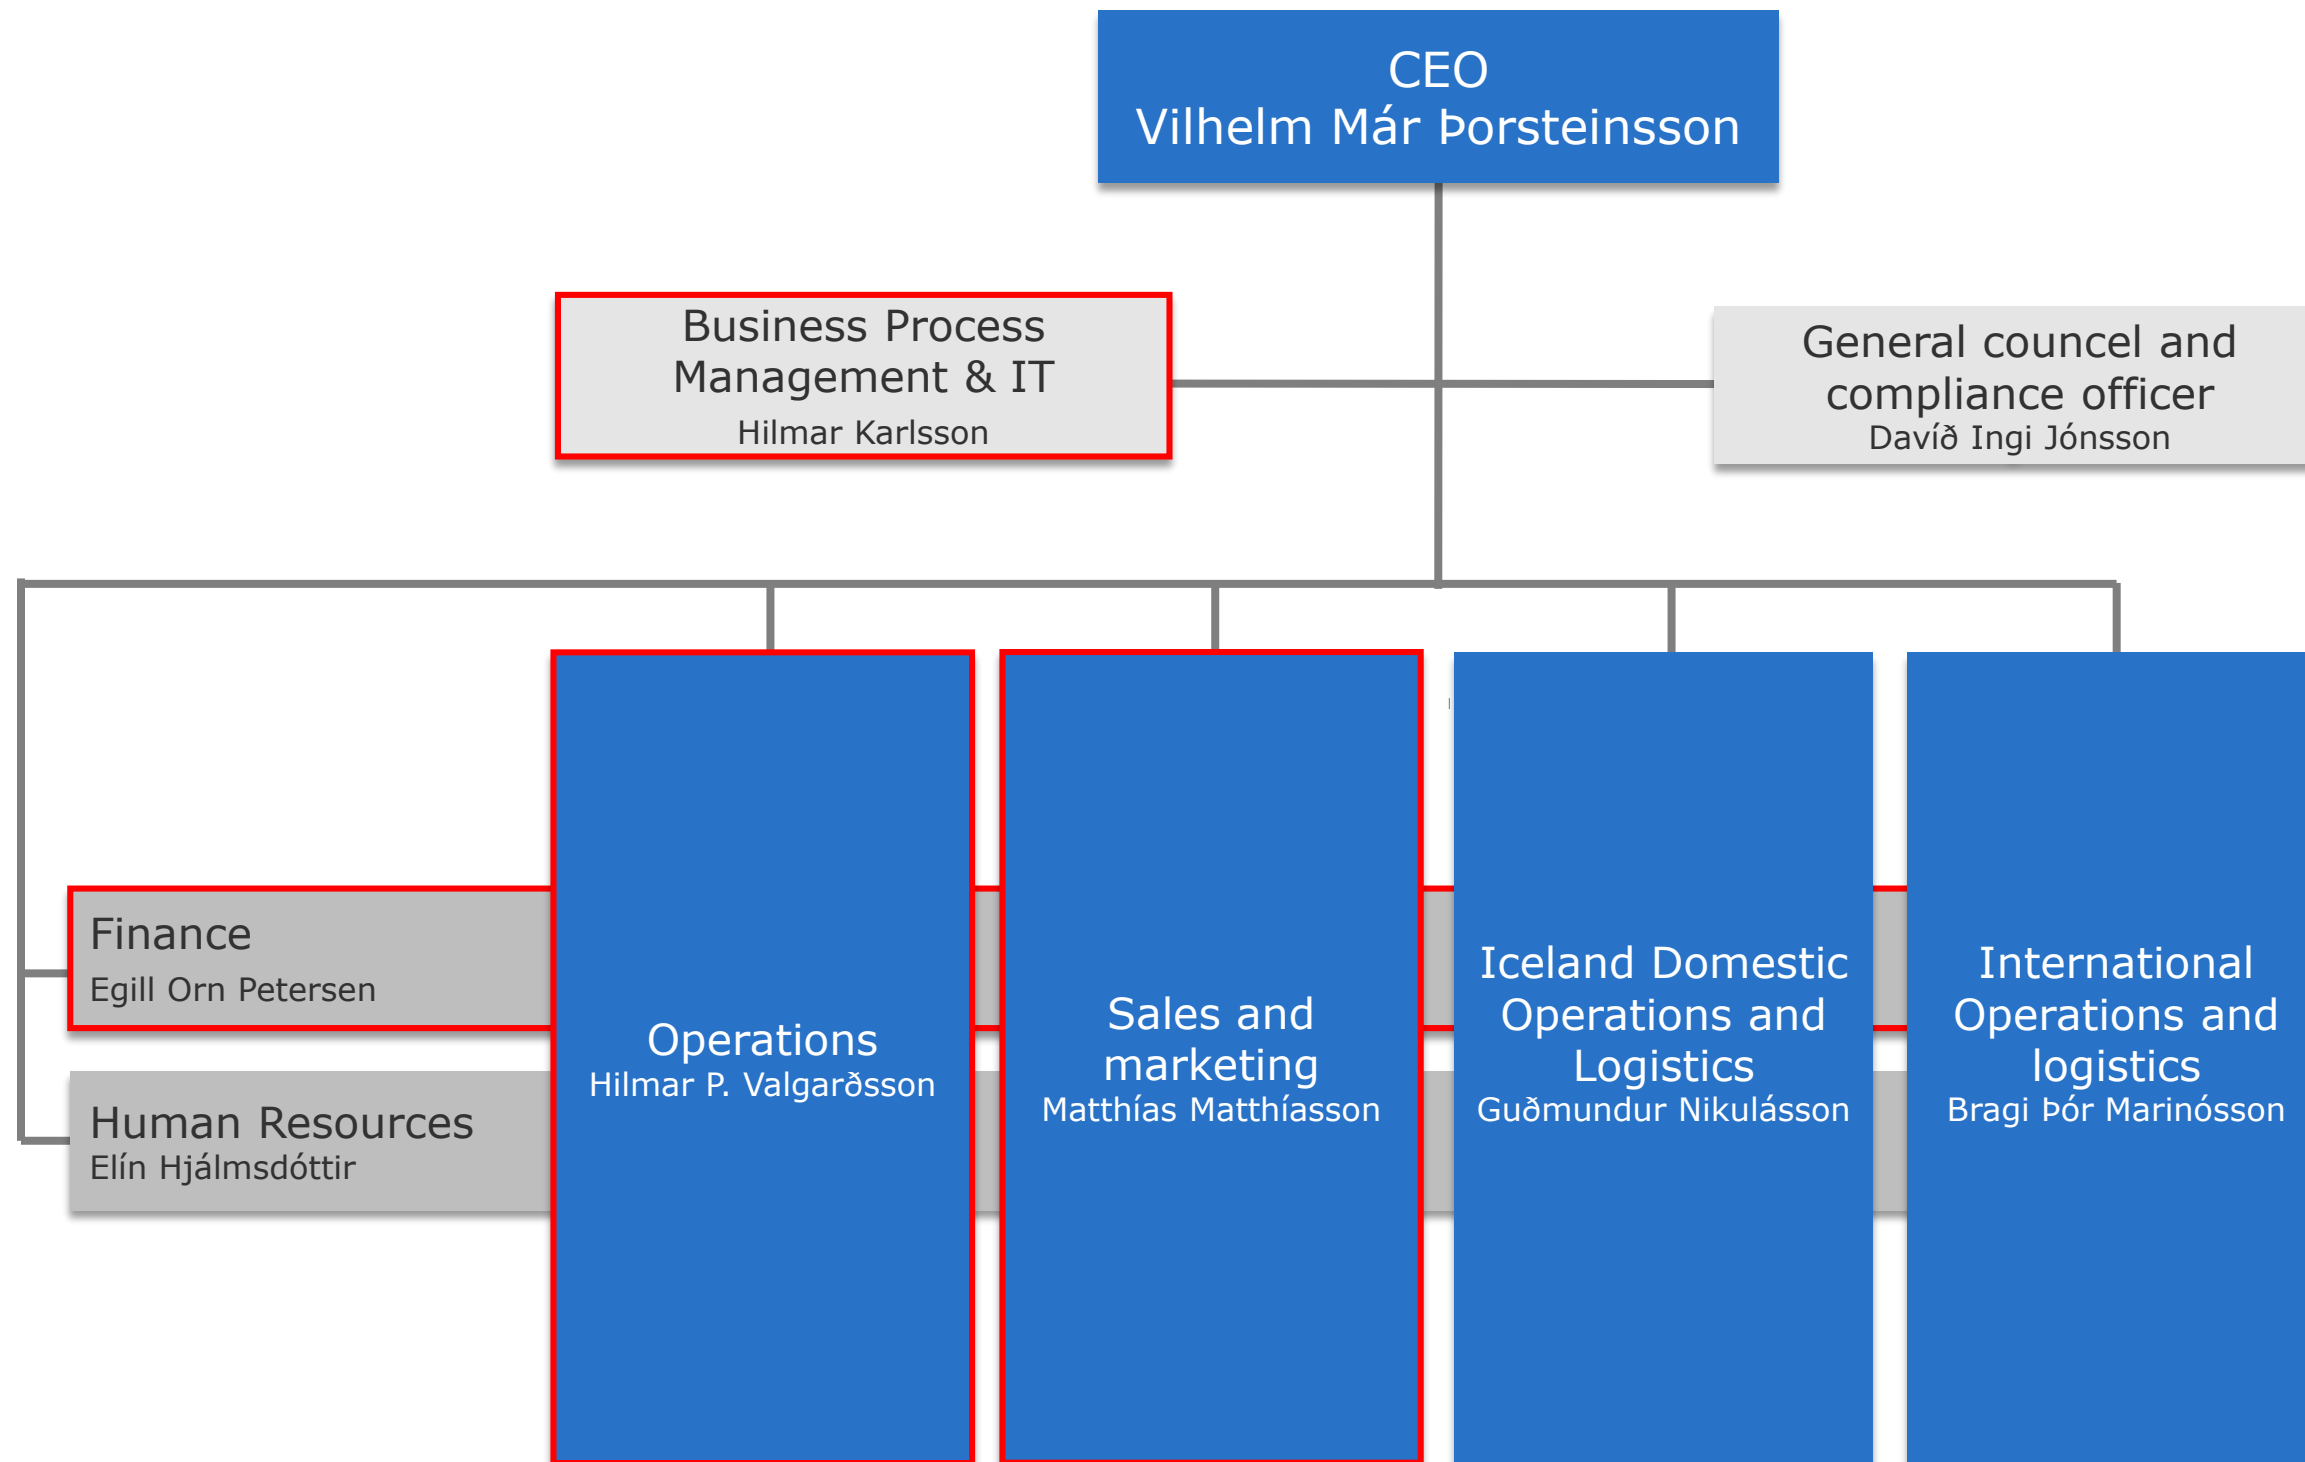 CEO
Vilhelm Már Þorsteinsson
Business Process
Management & IT
Hilmar Karlsson
General councel and
compliance officer
Davíð Ingi Jónsson
Finance
Egill Orn Petersen
Human Resources
Elín Hjálmsdóttir
Operations
Hilmar P. Valgarðsson
Sales and
marketing
Matthías Matthíasson
Iceland Domestic
Operations and
Logistics
Guðmundur Nikulásson
International
Operations and
logistics
Bragi Þór Marinósson